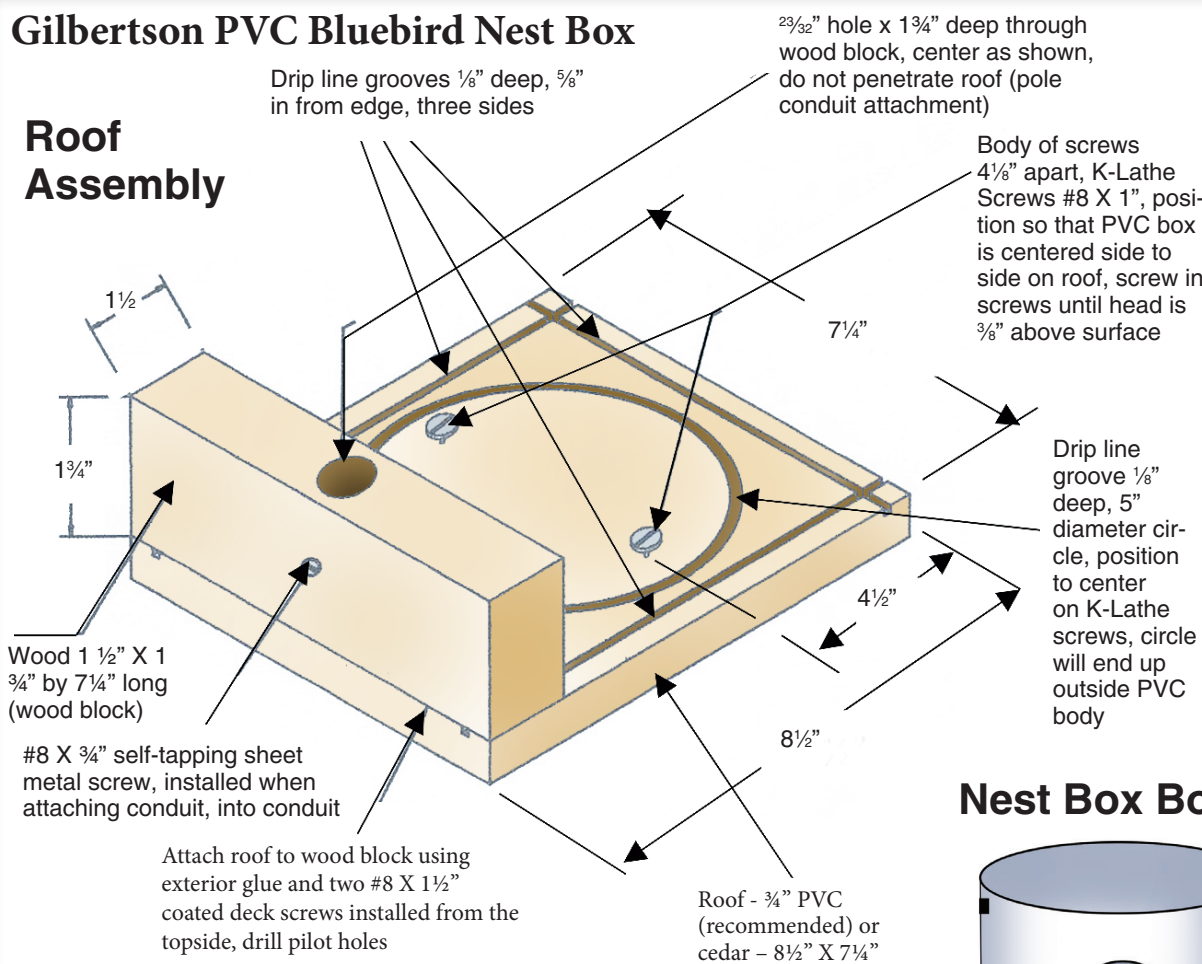 Gilbertson PVC Bluebird Nest Box
Roof
Assembly
Drip line grooves ⅛” deep, ⅝”
in from edge, three sides
²³⁄₃₂” hole x 1¾” deep through
wood block, center as shown,
do not penetrate roof (pole
conduit attachment)
Body of screws
4⅛” apart, K-Lathe
Screws #8 X 1”, posi-
tion so that PVC box
is centered side to
side on roof, screw in
screws until head is
⅜” above surface
1½
7¼”
1¾”
Drip line
groove ⅛”
deep, 5”
diameter cir-
cle, position
to center
on K-Lathe
screws, circle
will end up
outside PVC
body
4½”
8½”
Wood 1 ½” X 1
¾” by 7¼” long
(wood block)
#8 X ¾” self-tapping sheet
metal screw, installed when
attaching conduit, into conduit
Attach roof to wood block using
exterior glue and two #8 X 1½”
coated deck screws installed from the
topside, drill pilot holes
Roof - ¾” PVC
(recommended) or
cedar – 8½” X 7¼”
Nest Box